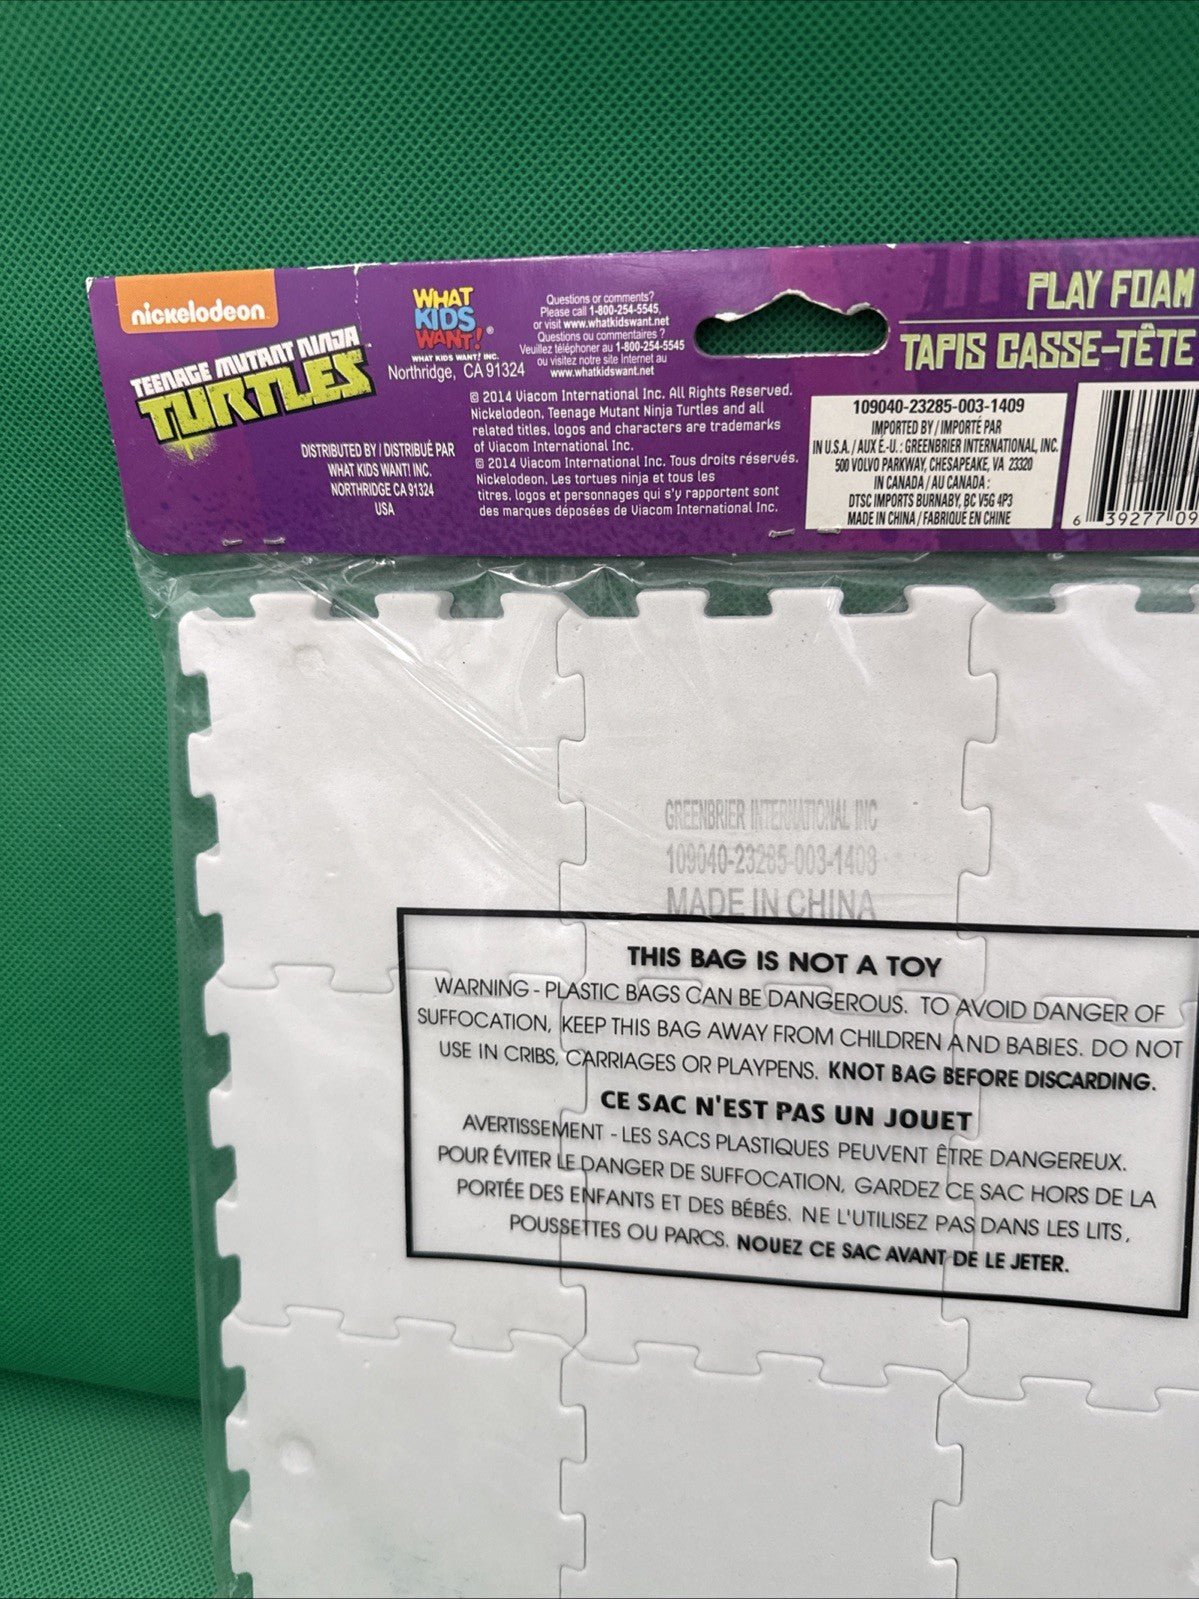 nickelodeon
TEENAGE MUTANT NINJA
TURTLES
WHAT
KIDS
WANT!®
WHAT KIDS WANT! INC.
Northridge, CA 91324
Questions or comments?
Please call 1-800-254-5545,
or visit www.whatkidswant.net
Questions ou commentaires ?
Veuillez téléphoner au 1-800-254-5545
ou visitez notre site Internet au
www.whatkidswant.net
DISTRIBUTED BY / DISTRIBUÉ PAR
WHAT KIDS WANT! INC.
NORTHRIDGE CA 91324
USA
© 2014 Viacom International Inc. All Rights Reserved.
Nickelodeon, Teenage Mutant Ninja Turtles and all
related titles, logos and characters are trademarks
of Viacom International Inc.
© 2014 Viacom International Inc. Tous droits réservés.
Nickelodeon, Les tortues ninja et tous les
titres, logos et personnages qui s'y rapportent sont
des marques déposées de Viacom International Inc.
PLAY FOAM
TAPIS CASSE-TÊTE
109040-23285-003-1409
IMPORTED BY / IMPORTÉ PAR
IN U.S.A. / AUX É.-U. : GREENBRIER INTERNATIONAL, INC.
500 VOLVO PARKWAY, CHESAPEAKE, VA 23320
IN CANADA / AU CANADA :
DTSC IMPORTS BURNABY, BC V5G 4P3
MADE IN CHINA / FABRIQUÉ EN CHINE
6 39277 09
GREENBRIER INTERNATIONAL INC
109040-23285-003-1403
MADE IN CHINA
THIS BAG IS NOT A TOY
WARNING - PLASTIC BAGS CAN BE DANGEROUS. TO AVOID DANGER OF
SUFFOCATION, KEEP THIS BAG AWAY FROM CHILDREN AND BABIES. DO NOT
USE IN CRIBS, CARRIAGES OR PLAYPENS. KNOT BAG BEFORE DISCARDING.
CE SAC N'EST PAS UN JOUET
AVERTISSEMENT - LES SACS PLASTIQUES PEUVENT ÊTRE DANGEREUX.
POUR ÉVITER LE DANGER DE SUFFOCATION, GARDEZ CE SAC HORS DE LA
PORTÉE DES ENFANTS ET DES BÉBÉS. NE L'UTILISEZ PAS DANS LES LITS,
POUSSETTES OU PARCS. NOUEZ CE SAC AVANT DE LE JETER.